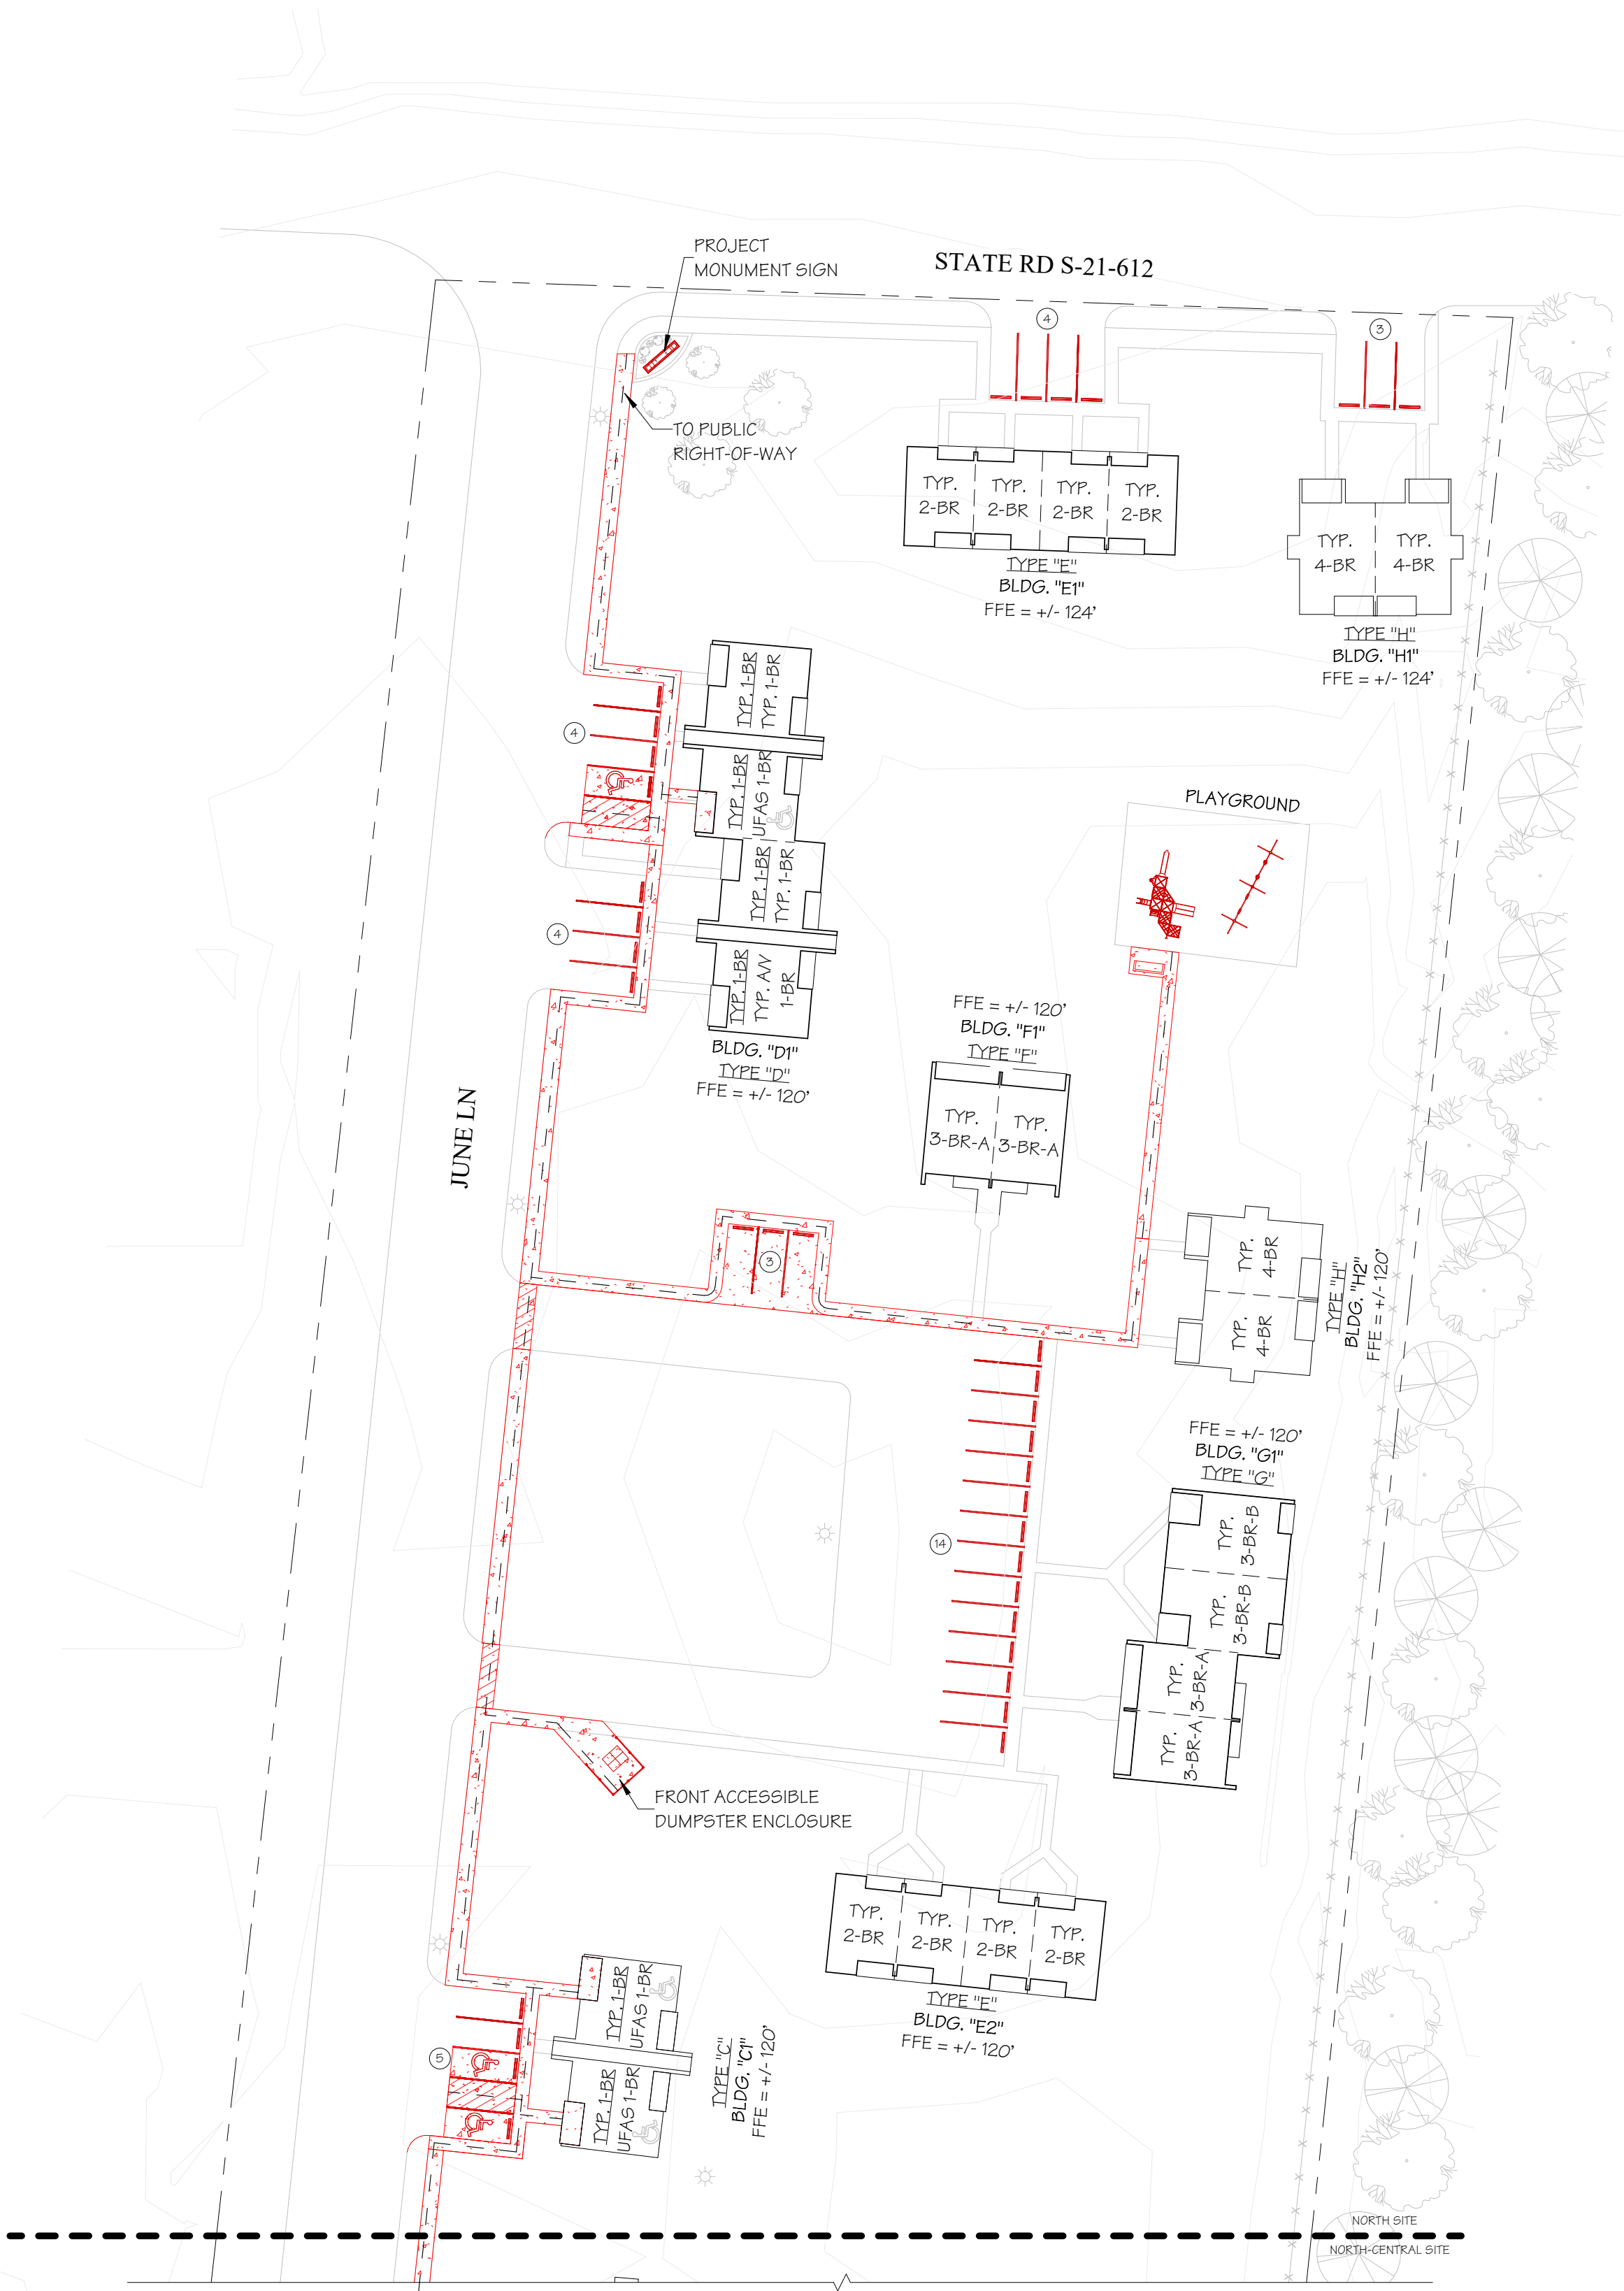 PROJECT
MONUMENT SIGN
STATE RD S-21-612
4
3
TO PUBLIC
RIGHT-OF-WAY
TYP.
2-BR
TYP.
2-BR
TYP.
2-BR
TYP.
2-BR
TYPE "E"
BLDG. "E1"
FFE = +/- 124'
TYP.
4-BR
TYP.
4-BR
TYPE "H"
BLDG. "H1"
FFE = +/- 124'
4
TYP. 1-BR
TYP. 1-BR
TYP. 1-BR
UFAS 1-BR
TYP. 1-BR
TYP. 1-BR
4
TYP. 1-BR
TYP. A/V
1-BR
BLDG. "D1"
TYPE "D"
FFE = +/- 120'
PLAYGROUND
FFE = +/- 120'
BLDG. "F1"
TYPE "F"
TYP.
3-BR-A
TYP.
3-BR-A
JUNE LN
3
TYP.
4-BR
TYP.
4-BR
TYPE "H"
BLDG. "H2"
FFE = +/- 120'
FFE = +/- 120'
BLDG. "G1"
TYPE "G"
14
TYP.
3-BR-B
TYP.
3-BR-B
TYP.
3-BR-A
TYP.
3-BR-A
FRONT ACCESSIBLE
DUMPSTER ENCLOSURE
TYP.
2-BR
TYP.
2-BR
TYP.
2-BR
TYP.
2-BR
TYPE "E"
BLDG. "E2"
FFE = +/- 120'
5
TYP. 1-BR
UFAS 1-BR
TYP. 1-BR
UFAS 1-BR
TYPE "C"
BLDG. "C1"
FFE = +/- 120'
NORTH SITE
NORTH-CENTRAL SITE